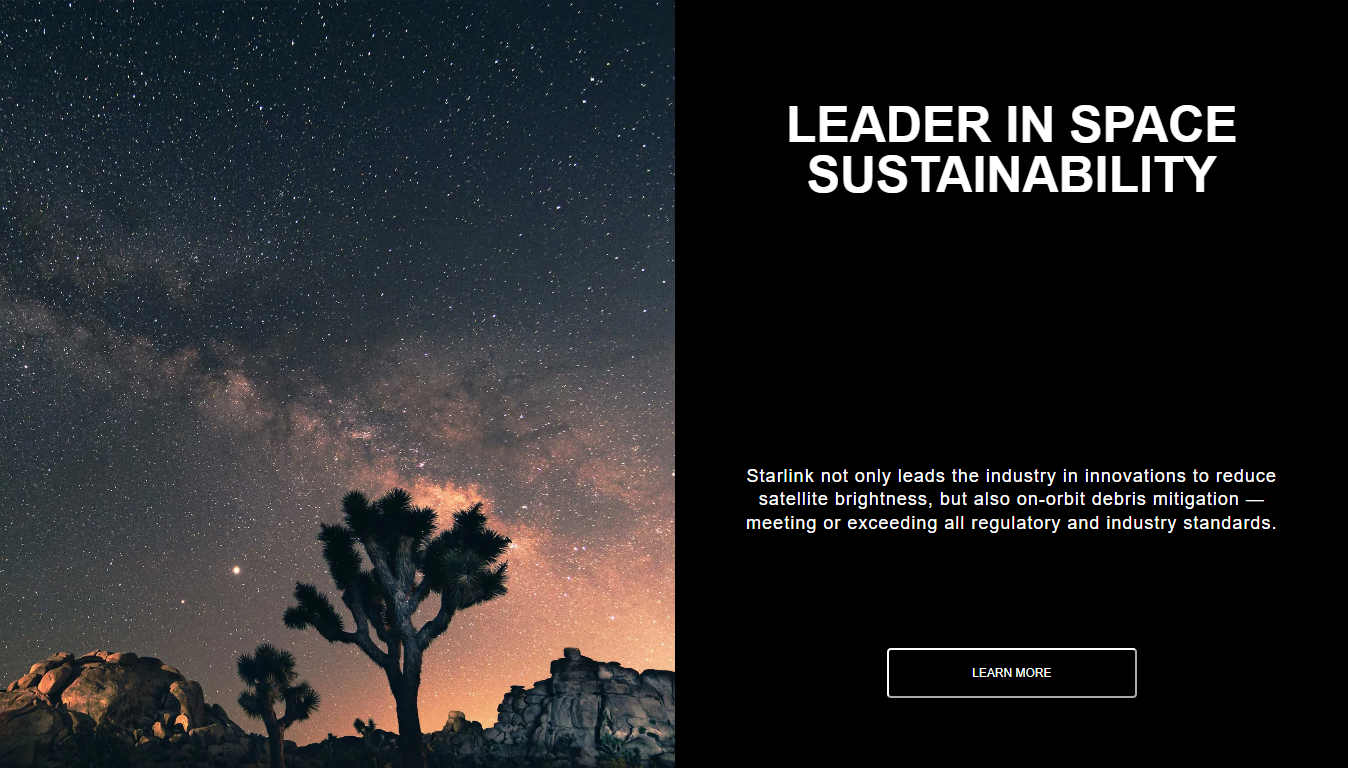 LEADER IN SPACE
SUSTAINABILITY
Starlink not only leads the industry in innovations to reduce
satellite brightness, but also on-orbit debris mitigation —
meeting or exceeding all regulatory and industry standards.
LEARN MORE